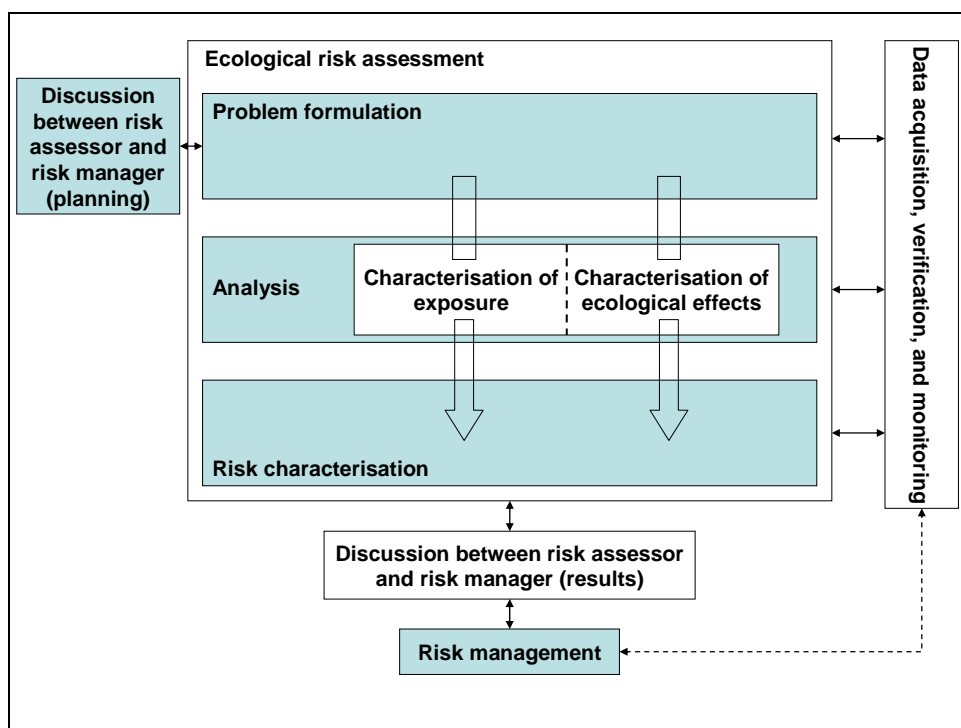 Ecological risk assessment
Discussion
between risk
assessor and
risk manager
(planning)
Problem formulation
Analysis
Characterisation of
exposure
Characterisation of
ecological effects
Risk characterisation
Data acquisition, verification, and monitoring
Discussion between risk assessor
and risk manager (results)
Risk management